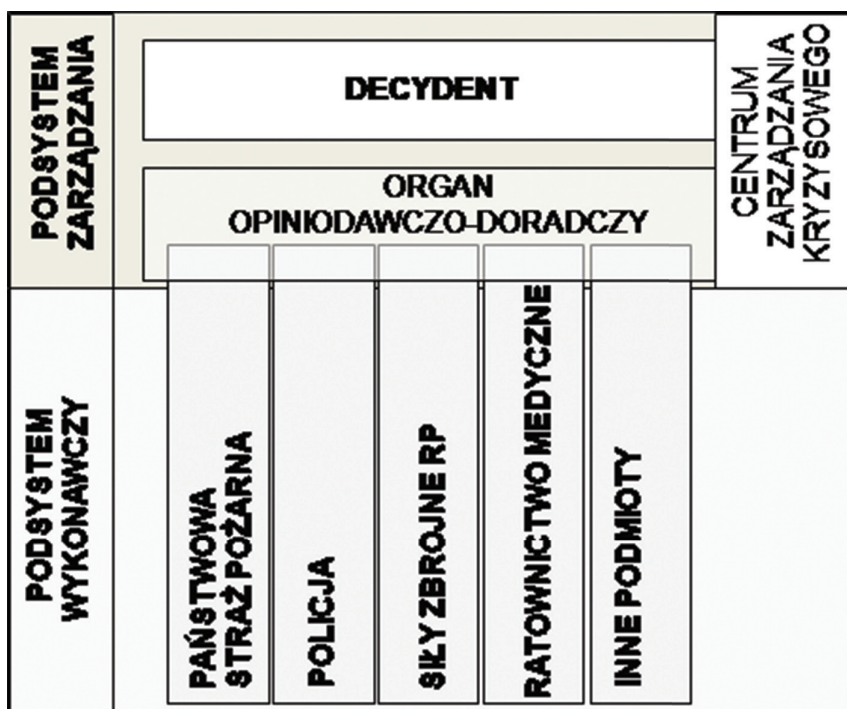 PODSYSTEM
ZARZĄDZANIA
DECYDENT
ORGAN
OPINIODAWCZO-DORADCZY
CENTRUM
ZARZĄDZANIA
KRYZYSOWEGO
PODSYSTEM
WYKONAWCZY
PAŃSTWOWA
STRAŻ POŻARNA
POLICJA
SIŁY ZBROJNE RP
RATOWNICTWO MEDYCZNE
INNE PODMIOTY